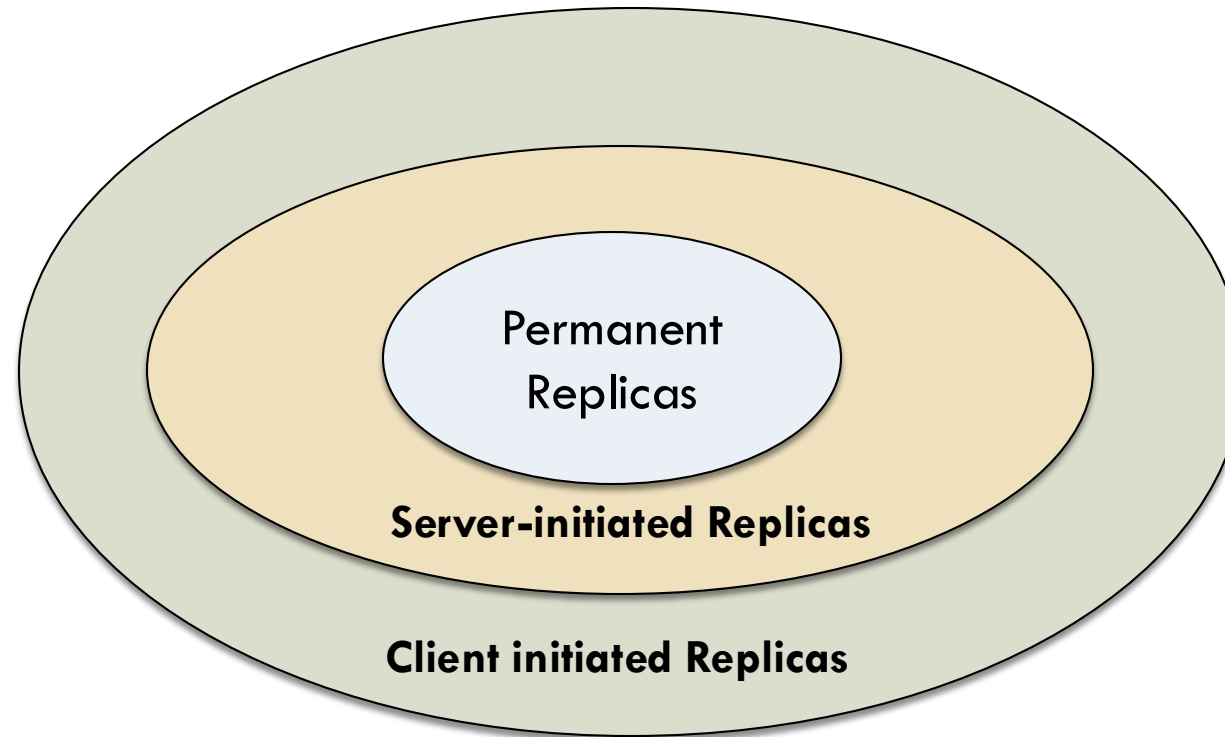 Permanent
Replicas
Server-initiated Replicas
Client initiated Replicas